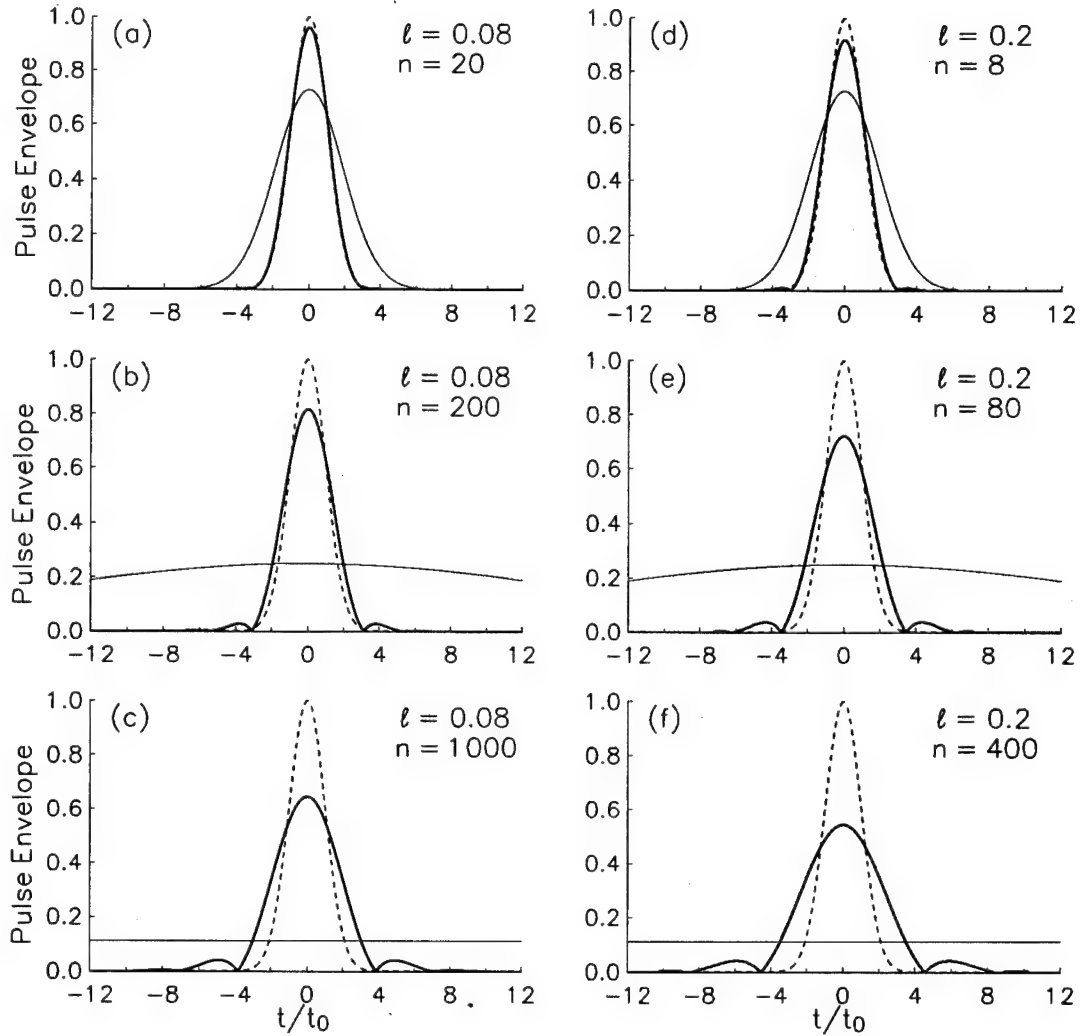 (a)
ℓ = 0.08
n = 20
Pulse Envelope
1.0
0.8
0.6
0.4
0.2
0.0
−12 −8 −4 0 4 8 12
(d)
ℓ = 0.2
n = 8
1.0
0.8
0.6
0.4
0.2
0.0
−12 −8 −4 0 4 8 12
(b)
ℓ = 0.08
n = 200
Pulse Envelope
1.0
0.8
0.6
0.4
0.2
0.0
−12 −8 −4 0 4 8 12
(e)
ℓ = 0.2
n = 80
1.0
0.8
0.6
0.4
0.2
0.0
−12 −8 −4 0 4 8 12
(c)
ℓ = 0.08
n = 1000
Pulse Envelope
1.0
0.8
0.6
0.4
0.2
0.0
−12 −8 −4 0 4 8 12
t/t₀
(f)
ℓ = 0.2
n = 400
1.0
0.8
0.6
0.4
0.2
0.0
−12 −8 −4 0 4 8 12
t/t₀